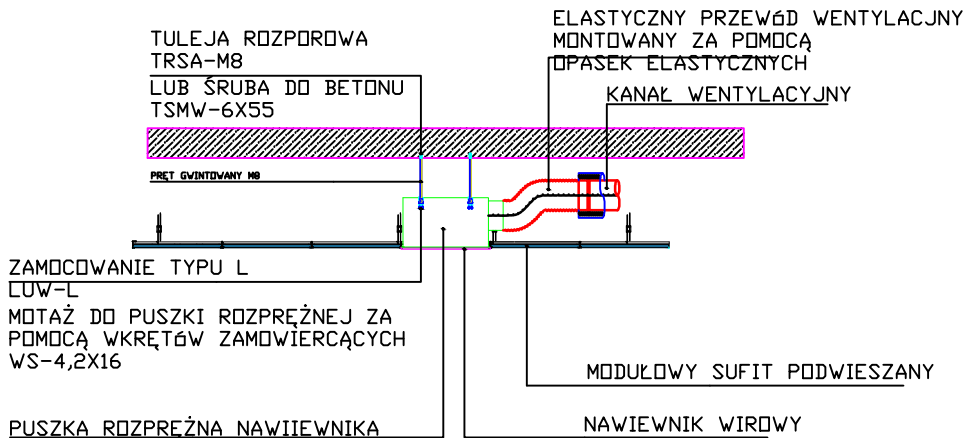 TULEJA ROZPOROWA
TRSA-M8
LUB ŚRUBA DO BETONU
TSMW-6X55
ELASTYCZNY PRZEWóD WENTYLACJNY
MONTOWANY ZA POMOCĄ
OPASEK ELASTYCZNYCH
KANAŁ WENTYLACYJNY
PRĘT GWINTOWANY M8
ZAMOCOWANIE TYPU L
LUW-L
MOTAŻ DO PUSZKI ROZPRĘŻNEJ ZA
POMOCĄ WKRĘTóW ZAMOWIERCĄCYCH
WS-4,2X16
MODUŁOWY SUFIT PODWIESZANY
PUSZKA ROZPRĘŻNA NAWIIEWNIKA
NAWIEWNIK WIROWY